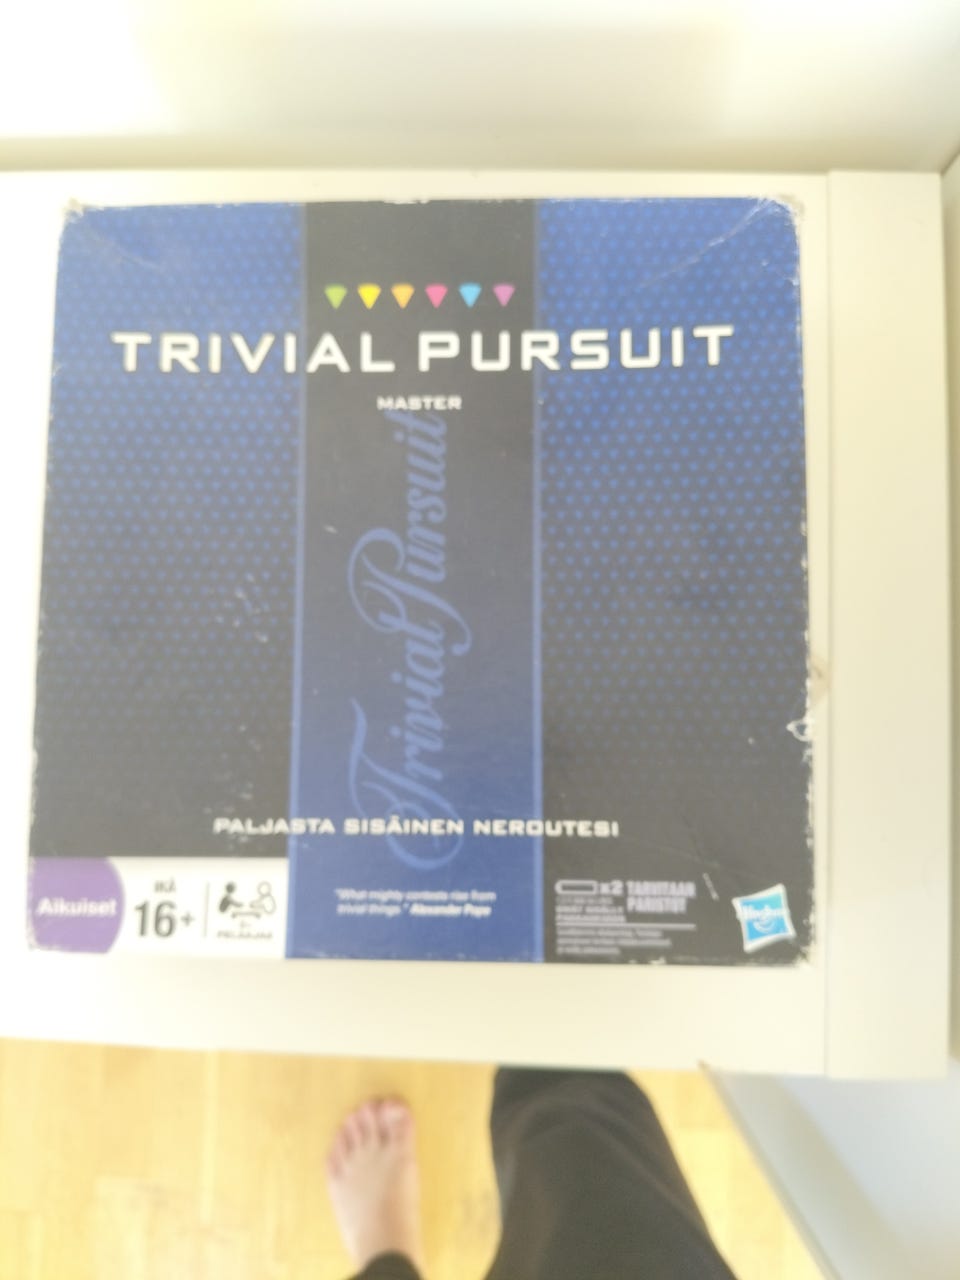 TRIVIAL PURSUIT
MASTER
Trivial Pursuit
PALJASTA SISÄINEN NEROUTESI
Aikuiset
IKÄ
16+
PELAAJAA
"What mighty contests rise from
trivial things." Alexander Pope
x2 TARVITAAN
PARISTOT
Hasbro